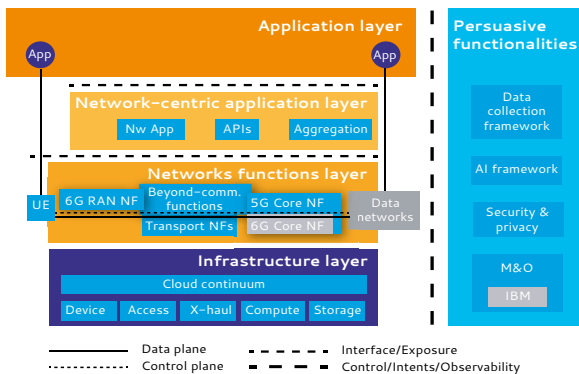 Application layer
App
App
Network-centric application layer
Nw App
APIs
Aggregation
Networks functions layer
UE
6G RAN NF
Beyond-comm.
functions
5G Core NF
Data
networks
Transport NFs
6G Core NF
Infrastructure layer
Cloud continuum
Device
Access
X-haul
Compute
Storage
Persuasive
functionalities
Data
collection
framework
AI framework
Security &
privacy
M&O
IBM
Data plane
Control plane
Interface/Exposure
Control/Intents/Observability